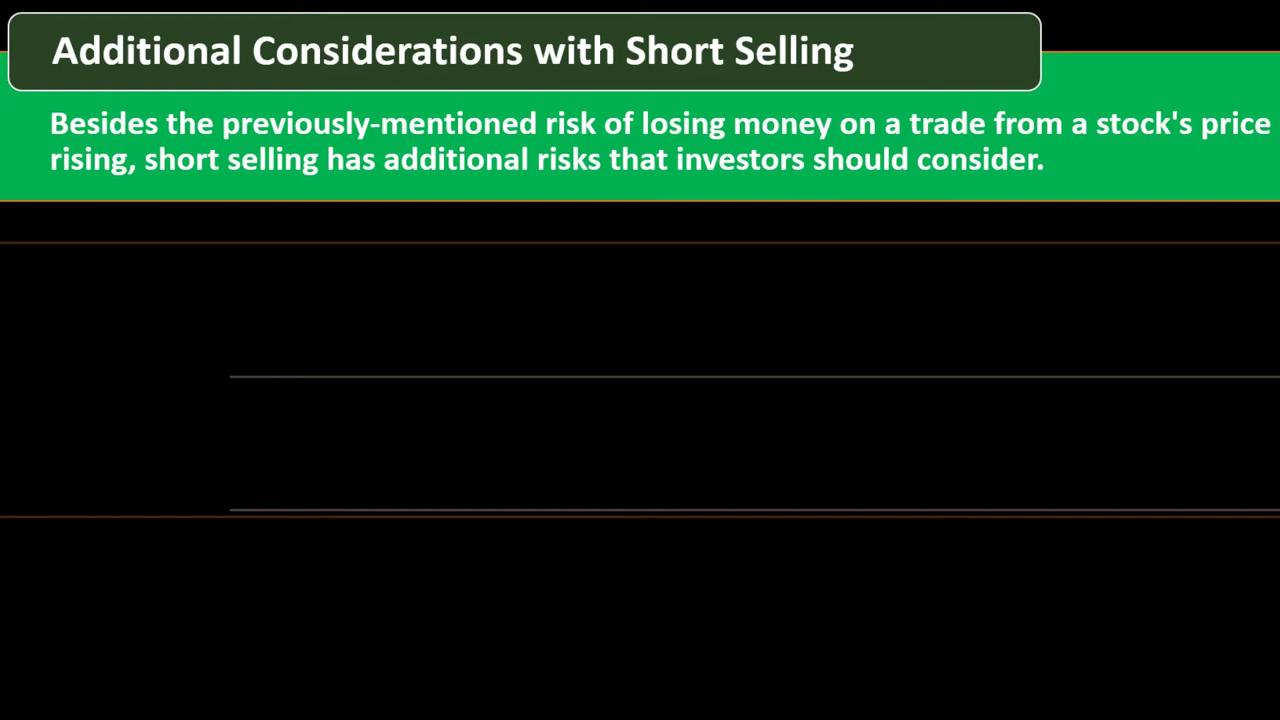 Additional Considerations with Short Selling
Besides the previously-mentioned risk of losing money on a trade from a stock's price
rising, short selling has additional risks that investors should consider.